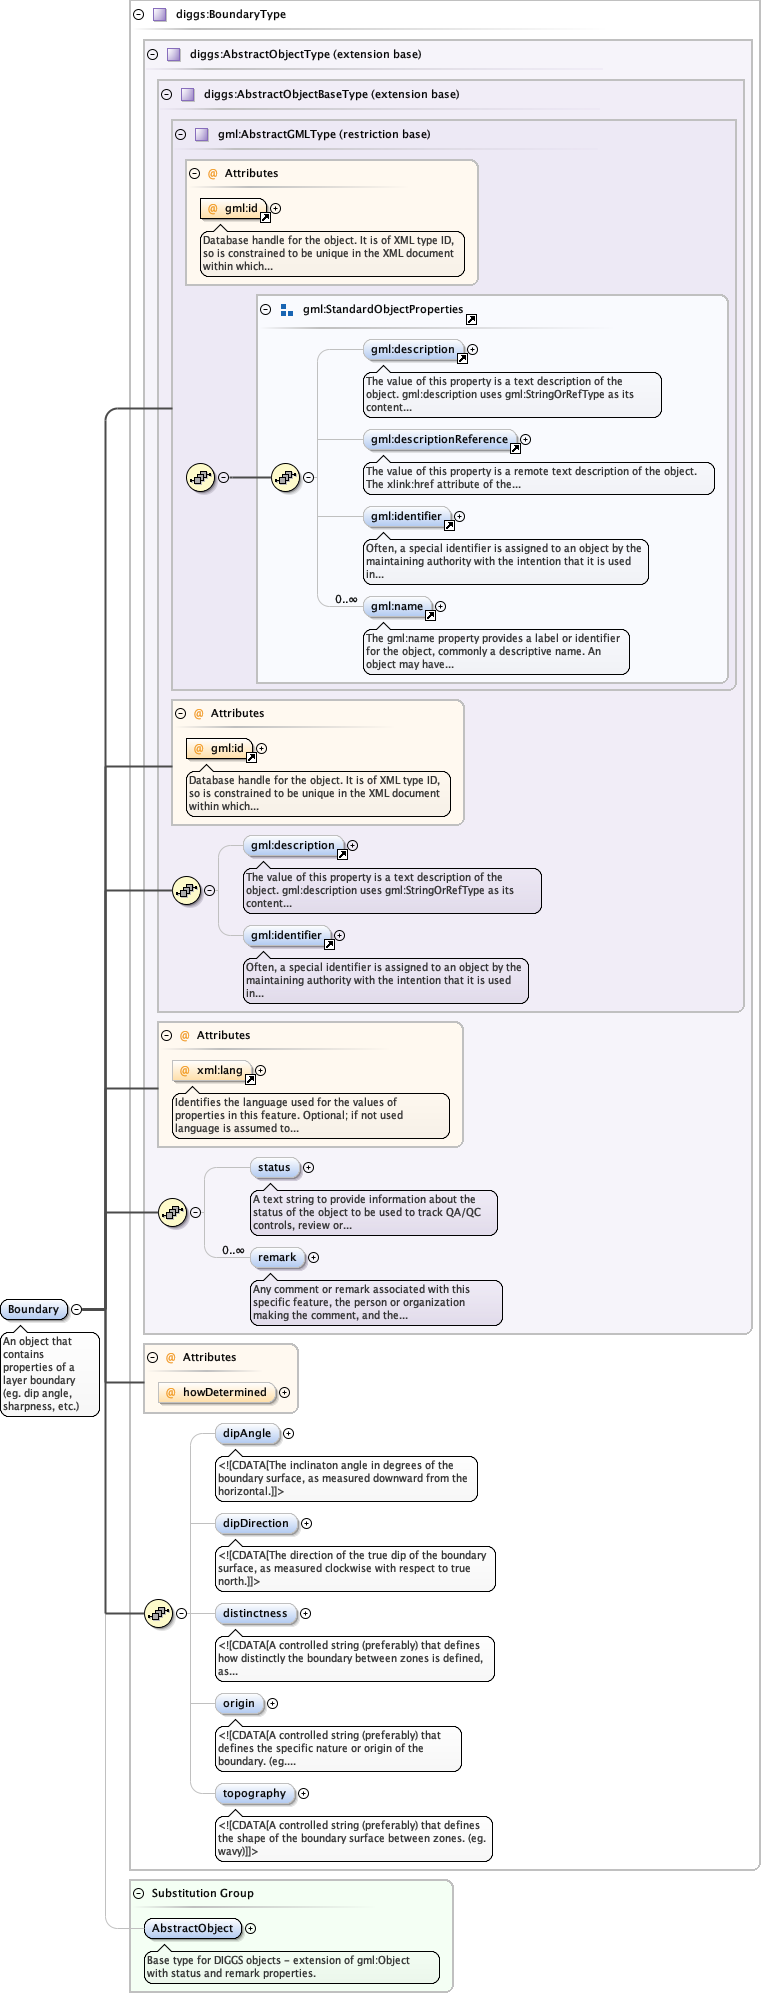 diggs:BoundaryType
diggs:AbstractObjectType (extension base)
diggs:AbstractObjectBaseType (extension base)
gml:AbstractGMLType (restriction base)
@ Attributes
@ gml:id
Database handle for the object. It is of XML type ID,
so is constrained to be unique in the XML document
within which...
gml:StandardObjectProperties
gml:description
The value of this property is a text description of the
object. gml:description uses gml:StringOrRefType as its
content...
gml:descriptionReference
The value of this property is a remote text description of the object.
The xlink:href attribute of the...
gml:identifier
Often, a special identifier is assigned to an object by the
maintaining authority with the intention that it is used
in...
0..∞
gml:name
The gml:name property provides a label or identifier
for the object, commonly a descriptive name. An
object may have...
@ Attributes
@ gml:id
Database handle for the object. It is of XML type ID,
so is constrained to be unique in the XML document
within which...
gml:description
The value of this property is a text description of the
object. gml:description uses gml:StringOrRefType as its
content...
gml:identifier
Often, a special identifier is assigned to an object by the
maintaining authority with the intention that it is used
in...
@ Attributes
@ xml:lang
Identifies the language used for the values of
properties in this feature. Optional; if not used
language is assumed to...
status
A text string to provide information about the
status of the object to be used to track QA/QC
controls, review or...
0..∞
remark
Any comment or remark associated with this
specific feature, the person or organization
making the comment, and the...
Boundary
An object that
contains
properties of a
layer boundary
(eg. dip angle,
sharpness, etc.)
@ Attributes
@ howDetermined
dipAngle
<![CDATA[The inclinaton angle in degrees of the
boundary surface, as measured downward from the
horizontal.]]>
dipDirection
<![CDATA[The direction of the true dip of the boundary
surface, as measured clockwise with respect to true
north.]]>
distinctness
<![CDATA[A controlled string (preferably) that defines
how distinctly the boundary between zones is defined,
as...
origin
<![CDATA[A controlled string (preferably) that
defines the specific nature or origin of the
boundary. (eg....
topography
<![CDATA[A controlled string (preferably) that defines
the shape of the boundary surface between zones. (eg.
wavy)]]>
Substitution Group
AbstractObject
Base type for DIGGS objects - extension of gml:Object
with status and remark properties.